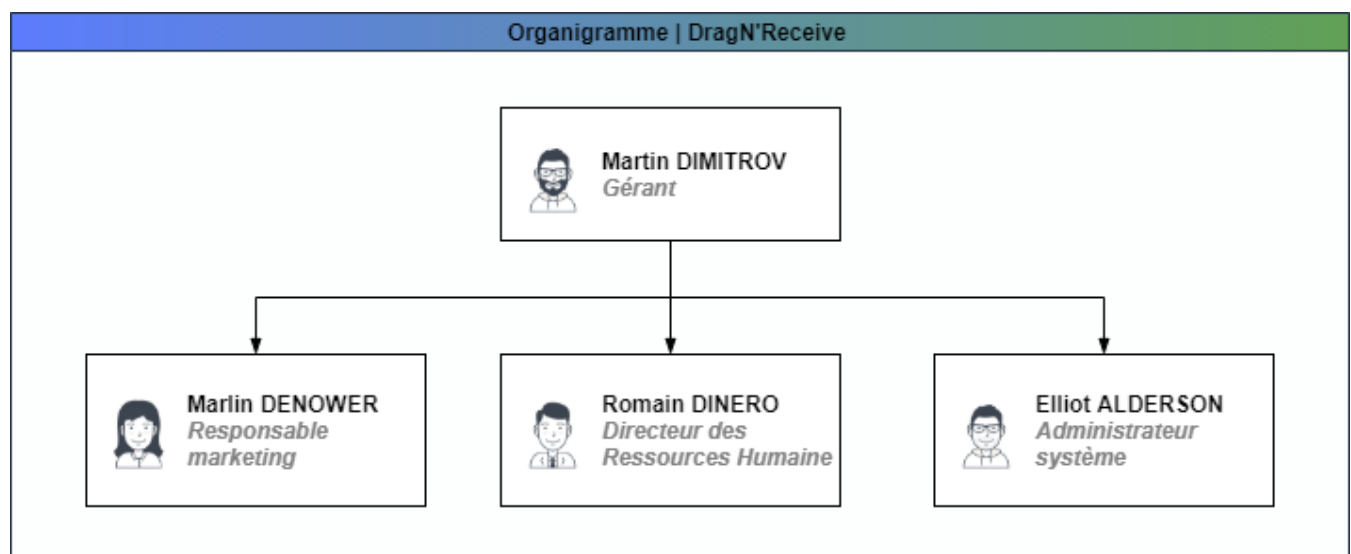 Organigramme | DragN'Receive
Martin DIMITROV
Gérant
Marlin DENOWER
Responsable
marketing
Romain DINERO
Directeur des
Ressources Humaine
Elliot ALDERSON
Administrateur
système